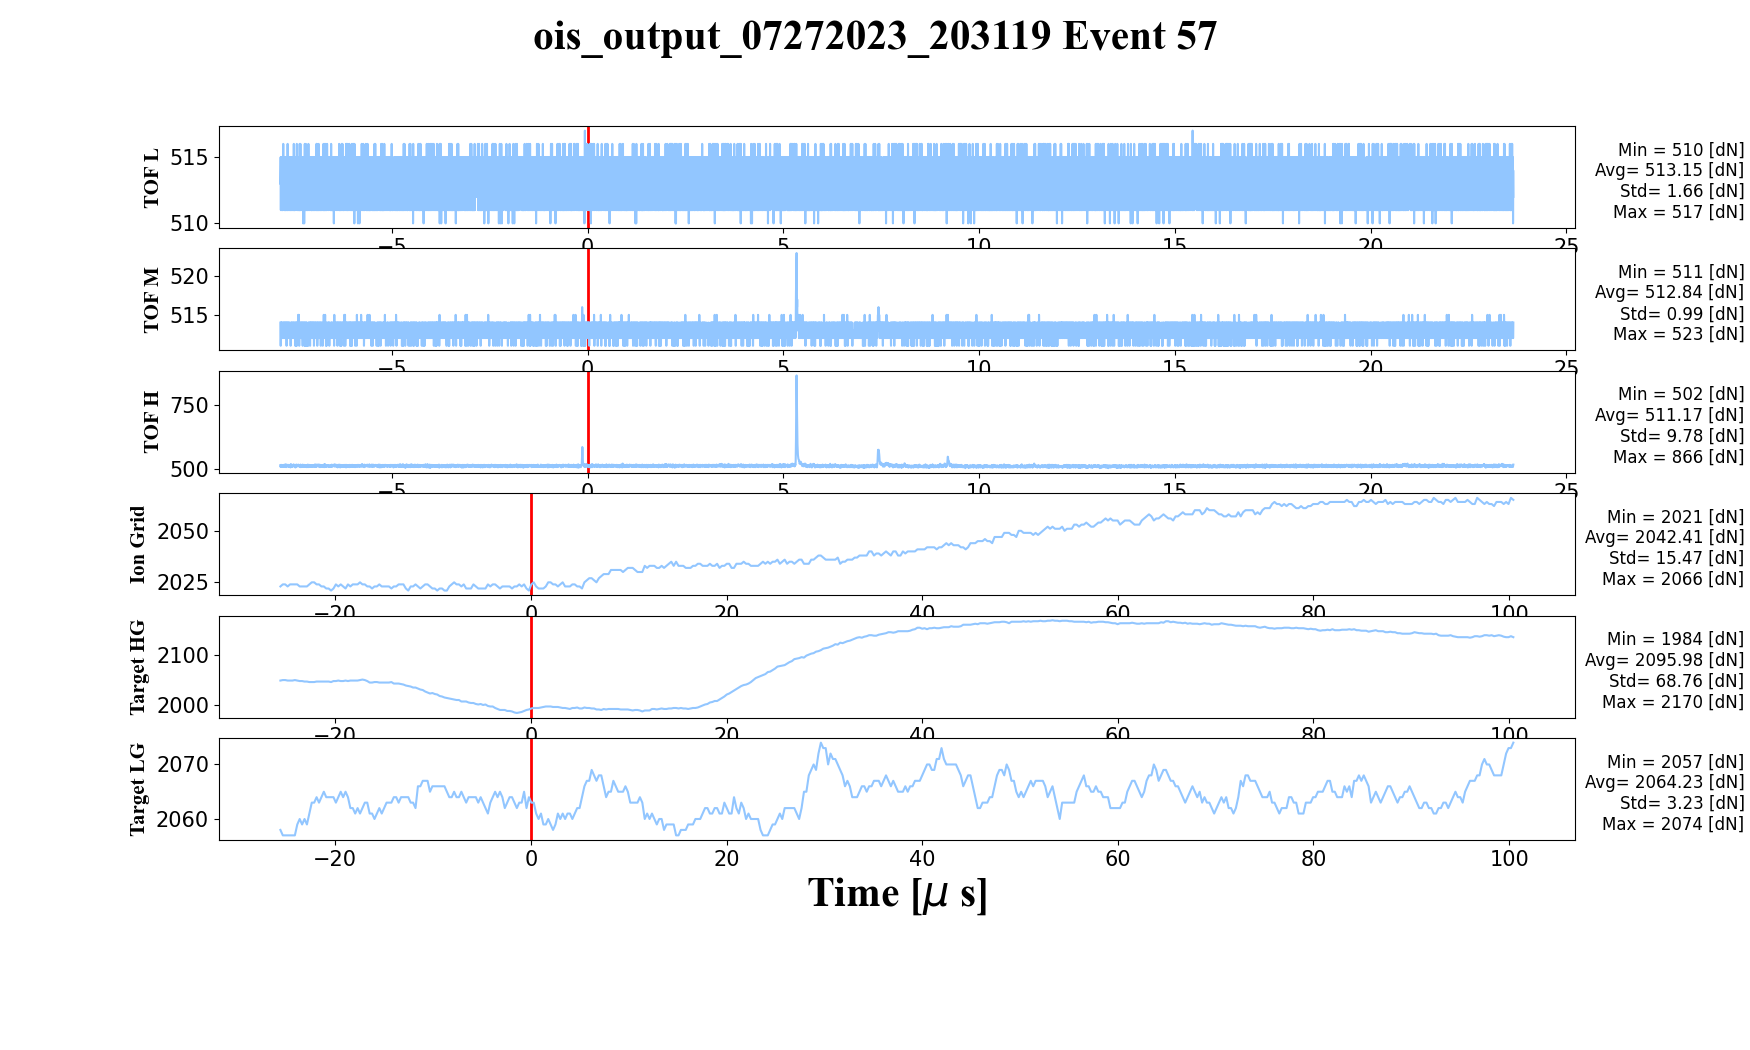 ois_output_07272023_203119 Event 57
TOF L
515
510
Min = 510 [dN]
Avg= 513.15 [dN]
Std= 1.66 [dN]
Max = 517 [dN]
−5 0 5 10 15 20 25
TOF M
520
515
Min = 511 [dN]
Avg= 512.84 [dN]
Std= 0.99 [dN]
Max = 523 [dN]
−5 0 5 10 15 20 25
TOF H
750
500
Min = 502 [dN]
Avg= 511.17 [dN]
Std= 9.78 [dN]
Max = 866 [dN]
−5 0 5 10 15 20 25
Ion Grid
2050
2025
Min = 2021 [dN]
Avg= 2042.41 [dN]
Std= 15.47 [dN]
Max = 2066 [dN]
−20 0 20 40 60 80 100
Target HG
2100
2000
Min = 1984 [dN]
Avg= 2095.98 [dN]
Std= 68.76 [dN]
Max = 2170 [dN]
−20 0 20 40 60 80 100
Target LG
2070
2060
Min = 2057 [dN]
Avg= 2064.23 [dN]
Std= 3.23 [dN]
Max = 2074 [dN]
−20 0 20 40 60 80 100
Time [μ s]